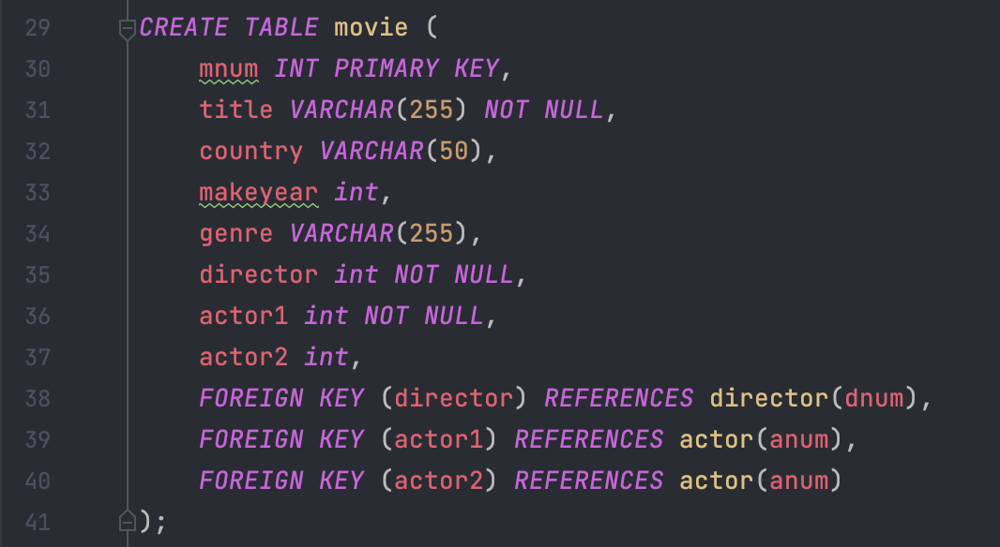 29 CREATE TABLE movie (
30 mnum INT PRIMARY KEY,
31 title VARCHAR(255) NOT NULL,
32 country VARCHAR(50),
33 makeyear int,
34 genre VARCHAR(255),
35 director int NOT NULL,
36 actor1 int NOT NULL,
37 actor2 int,
38 FOREIGN KEY (director) REFERENCES director(dnum),
39 FOREIGN KEY (actor1) REFERENCES actor(anum),
40 FOREIGN KEY (actor2) REFERENCES actor(anum)
41 );